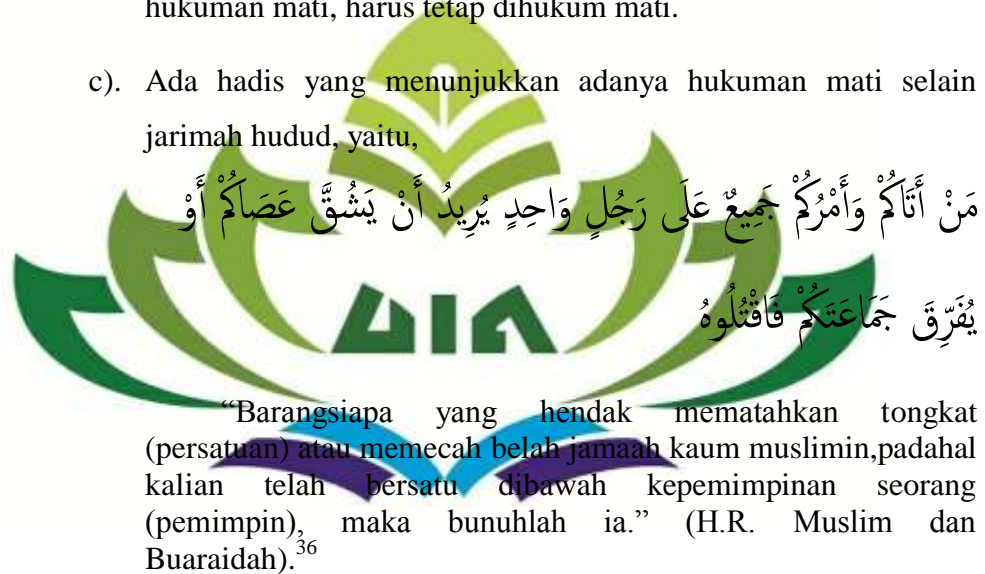 hukuman mati, harus tetap dihukum mati.
c). Ada hadis yang menunjukkan adanya hukuman mati selain
jarimah hudud, yaitu,
مَنْ أَتَاكُمْ وَأَمْرُكُمْ جَمِيعٌ عَلَى رَجُلٍ وَاحِدٍ يُرِيدُ أَنْ يَشُقَّ عَصَاكُمْ أَوْ
يُفَرِّقَ جَمَاعَتَكُمْ فَاقْتُلُوهُ
UIN
“Barangsiapa yang hendak mematahkan tongkat
(persatuan) atau memecah belah jamaah kaum muslimin,padahal
kalian telah bersatu dibawah kepemimpinan seorang
(pemimpin), maka bunuhlah ia.” (H.R. Muslim dan
Buaraidah).36